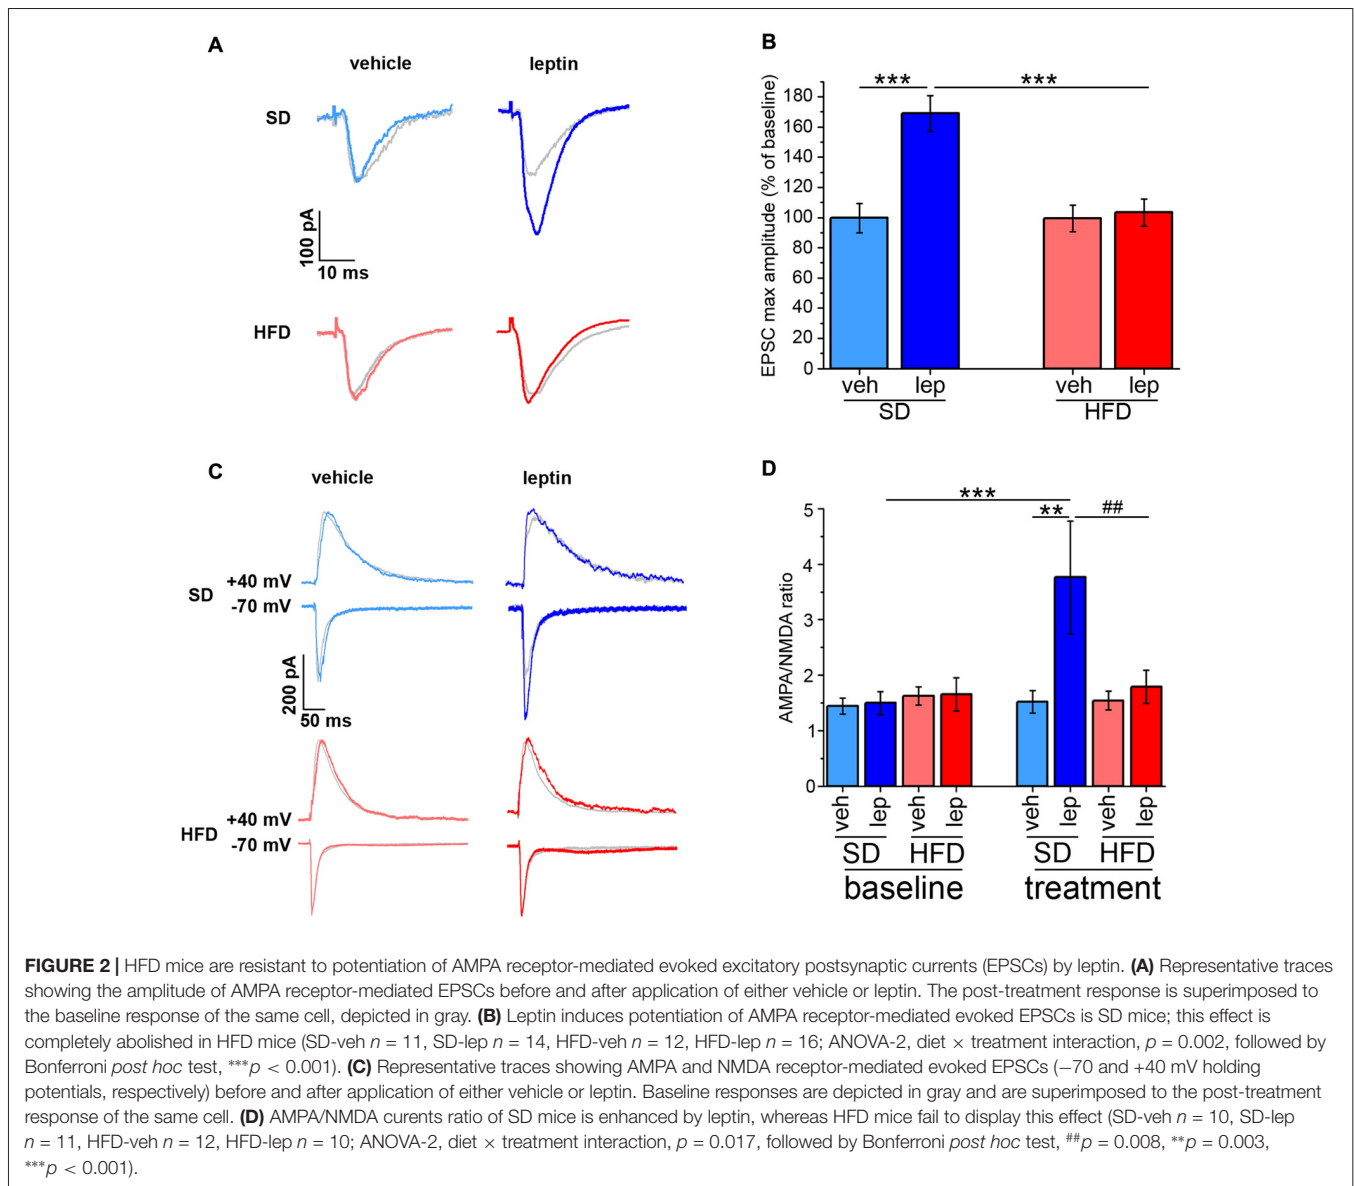 A
vehicle
leptin
SD
100 pA
10 ms
HFD
B
*** ***
EPSC max amplitude (% of baseline)
180
160
140
120
100
80
60
40
20
0
veh lep veh lep
SD HFD
C
vehicle
leptin
+40 mV
SD
-70 mV
200 pA
50 ms
+40 mV
HFD
-70 mV
D
***
** ##
AMPA/NMDA ratio
5
4
3
2
1
0
veh lep veh lep veh lep veh lep
SD HFD SD HFD
baseline treatment
FIGURE 2 | HFD mice are resistant to potentiation of AMPA receptor-mediated evoked excitatory postsynaptic currents (EPSCs) by leptin. (A) Representative traces
showing the amplitude of AMPA receptor-mediated EPSCs before and after application of either vehicle or leptin. The post-treatment response is superimposed to
the baseline response of the same cell, depicted in gray. (B) Leptin induces potentiation of AMPA receptor-mediated evoked EPSCs is SD mice; this effect is
completely abolished in HFD mice (SD-veh n = 11, SD-lep n = 14, HFD-veh n = 12, HFD-lep n = 16; ANOVA-2, diet × treatment interaction, p = 0.002, followed by
Bonferroni post hoc test, ***p < 0.001). (C) Representative traces showing AMPA and NMDA receptor-mediated evoked EPSCs (−70 and +40 mV holding
potentials, respectively) before and after application of either vehicle or leptin. Baseline responses are depicted in gray and are superimposed to the post-treatment
response of the same cell. (D) AMPA/NMDA curents ratio of SD mice is enhanced by leptin, whereas HFD mice fail to display this effect (SD-veh n = 10, SD-lep
n = 11, HFD-veh n = 12, HFD-lep n = 10; ANOVA-2, diet × treatment interaction, p = 0.017, followed by Bonferroni post hoc test, ##p = 0.008, **p = 0.003,
***p < 0.001).